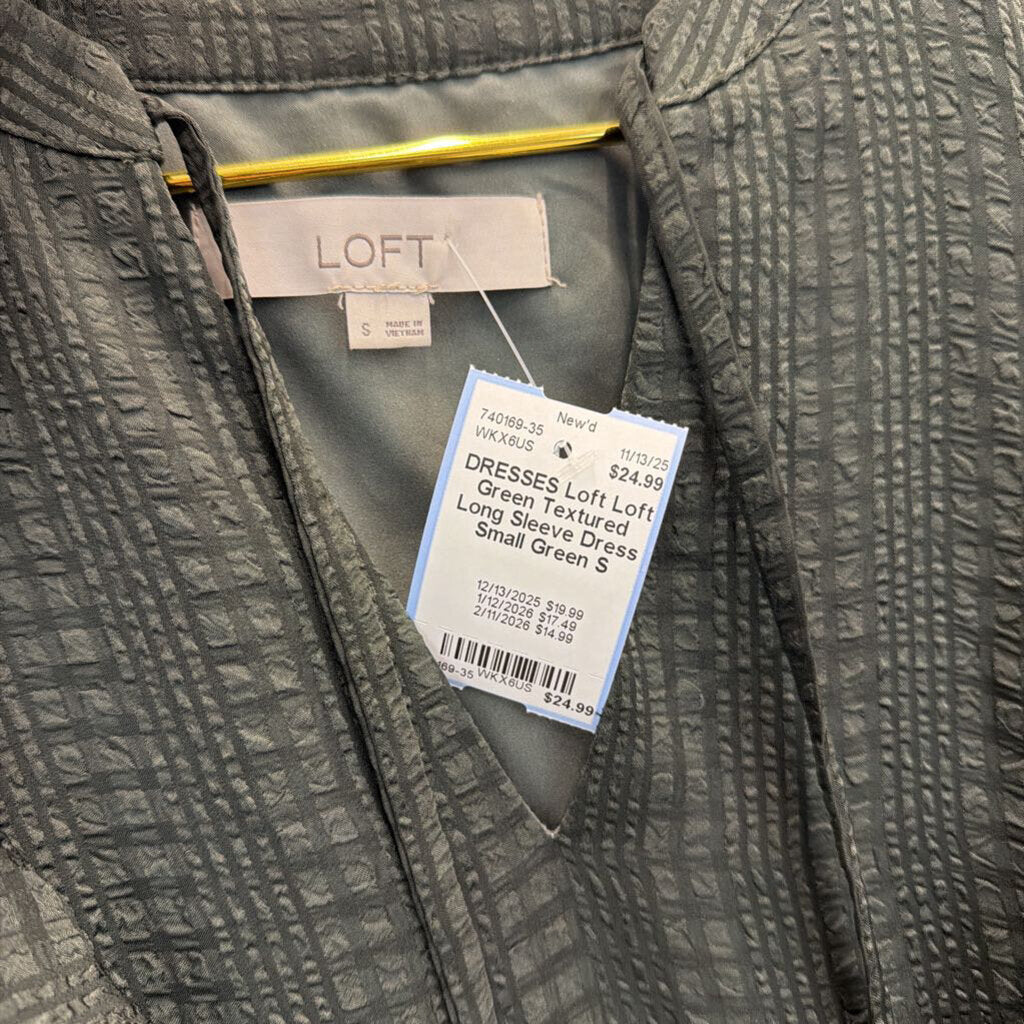 LOFT
S MADE IN
VIETNAM
740169-35 New'd 11/13/25
WKX6US $24.99
DRESSES Loft Loft
Green Textured
Long Sleeve Dress
Small Green S
12/13/2025 $19.99
1/12/2026 $17.49
2/11/2026 $14.99
69-35 WKX6US $24.99